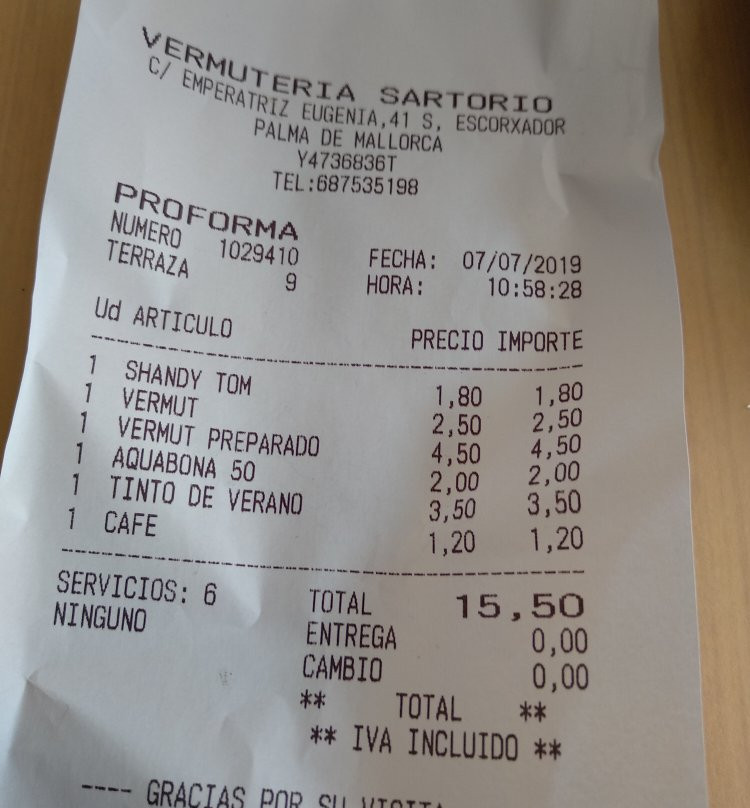 VERMUTERIA SARTORIO
C/ EMPERATRIZ EUGENIA,41 S, ESCORXADOR
PALMA DE MALLORCA
Y4736836T
TEL:687535198
PROFORMA
NUMERO 1029410 FECHA: 07/07/2019
TERRAZA 9 HORA: 10:58:28
Ud ARTICULO PRECIO IMPORTE
1 SHANDY TOM 1,80 1,80
1 VERMUT 2,50 2,50
1 VERMUT PREPARADO 4,50 4,50
1 AQUABONA 50 2,00 2,00
1 TINTO DE VERANO 3,50 3,50
1 CAFE 1,20 1,20
SERVICIOS: 6 TOTAL 15,50
NINGUNO ENTREGA 0,00
CAMBIO 0,00
** TOTAL **
** IVA INCLUIDO **
---- GRACIAS POR SU VISITA